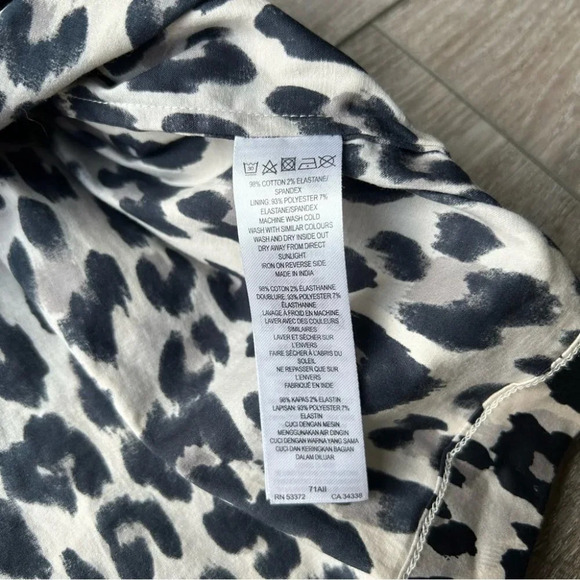 98% COTTON 2% ELASTANE/
SPANDEX
LINING: 93% POLYESTER 7%
ELASTANE/SPANDEX
MACHINE WASH COLD
WASH WITH SIMILAR COLOURS
WASH AND DRY INSIDE OUT
DRY AWAY FROM DIRECT
SUNLIGHT
IRON ON REVERSE SIDE
MADE IN INDIA
98% COTON 2% ÉLASTHANNE
DOUBLURE: 93% POLYESTER 7%
ÉLASTHANNE
LAVAGE À FROID EN MACHINE
LAVER AVEC DES COULEURS
SIMILAIRES
LAVER ET SÉCHER SUR
L'ENVERS
FAIRE SÉCHER À L'ABRIS DU
SOLEIL
NE REPASSER QUE SUR
L'ENVERS
FABRIQUÉ EN INDE
98% KAPAS 2% ELASTIN
LAPISAN: 93% POLYESTER 7%
ELASTIN
CUCI DENGAN MESIN
MENGGUNAKAN AIR DINGIN
CUCI DENGAN WARNA YANG SAMA
CUCI DAN KERINGKAN BAGIAN
DALAM DILUAR
71AII
RN 53372 CA 34338